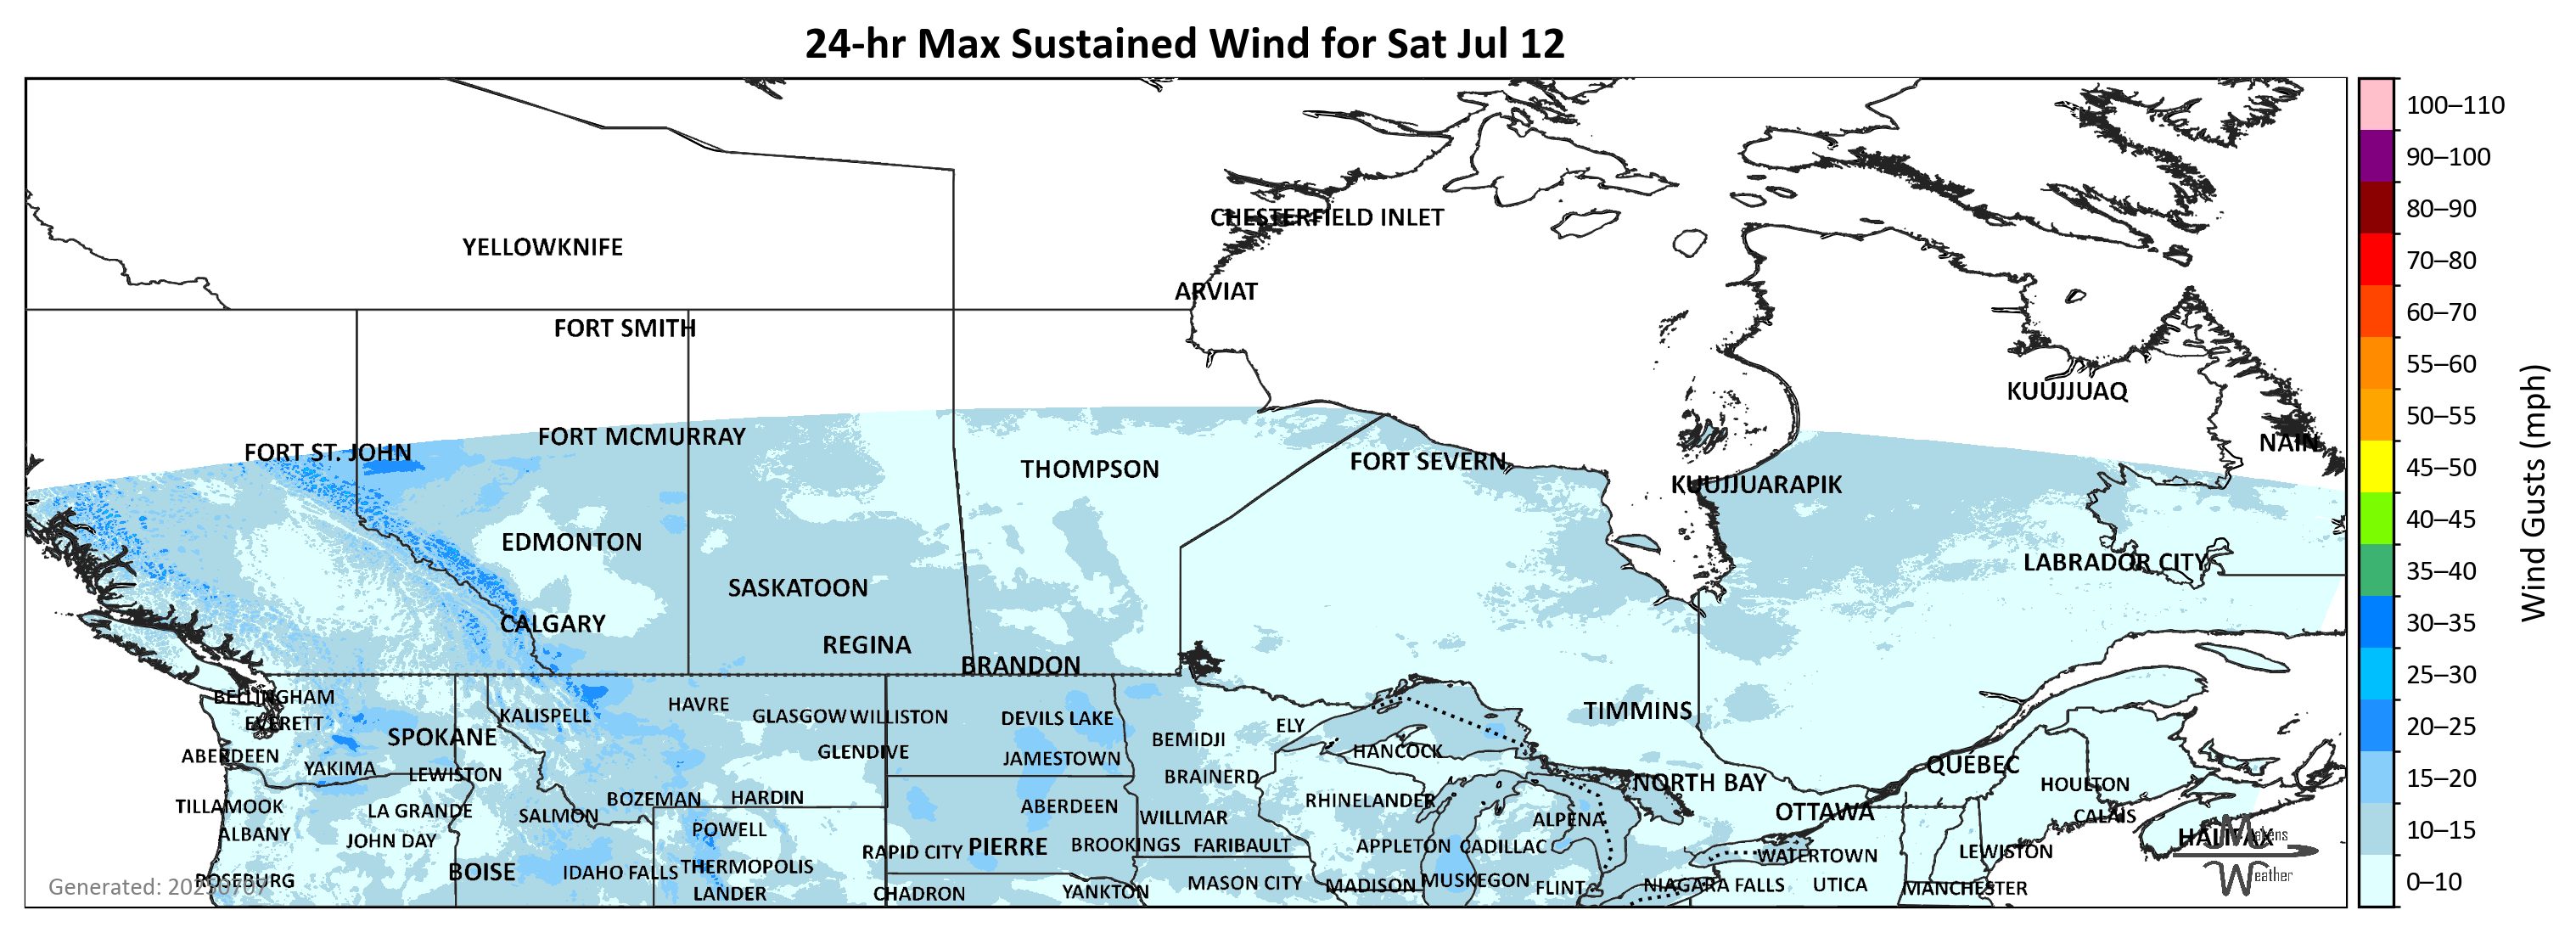 24-hr Max Sustained Wind for Sat Jul 12
CHESTERFIELD INLET
YELLOWKNIFE
ARVIAT
FORT SMITH
KUUJJUAQ
FORT MCMURRAY
NAIN
FORT ST. JOHN
THOMPSON
FORT SEVERN
KUUJJUARAPIK
EDMONTON
LABRADOR CITY
SASKATOON
CALGARY
REGINA
BRANDON
BELLINGHAM
HAVRE
TIMMINS
KALISPELL
GLASGOW
WILLISTON
DEVILS LAKE
EVERETT
ELY
SPOKANE
BEMIDJI
HANCOCK
ABERDEEN
GLENDIVE
JAMESTOWN
QUÉBEC
YAKIMA
LEWISTON
BRAINERD
NORTH BAY
HOULTON
BOZEMAN
HARDIN
RHINELANDER
TILLAMOOK
LA GRANDE
ABERDEEN
OTTAWA
SALMON
WILLMAR
CALAIS
ALPENA
ALBANY
POWELL
JOHN DAY
HALIFAX
Makens
Weather
PIERRE
BROOKINGS
FARIBAULT
APPLETON
CADILLAC
RAPID CITY
LEWISTON
WATERTOWN
THERMOPOLIS
BOISE
IDAHO FALLS
ROSEBURG
MUSKEGON
MASON CITY
MADISON
FLINT
NIAGARA FALLS
UTICA
MANCHESTER
Generated: 20250707
LANDER
CHADRON
YANKTON
100–110
90–100
80–90
70–80
60–70
55–60
50–55
45–50
40–45
35–40
30–35
25–30
20–25
15–20
10–15
0–10
Wind Gusts (mph)